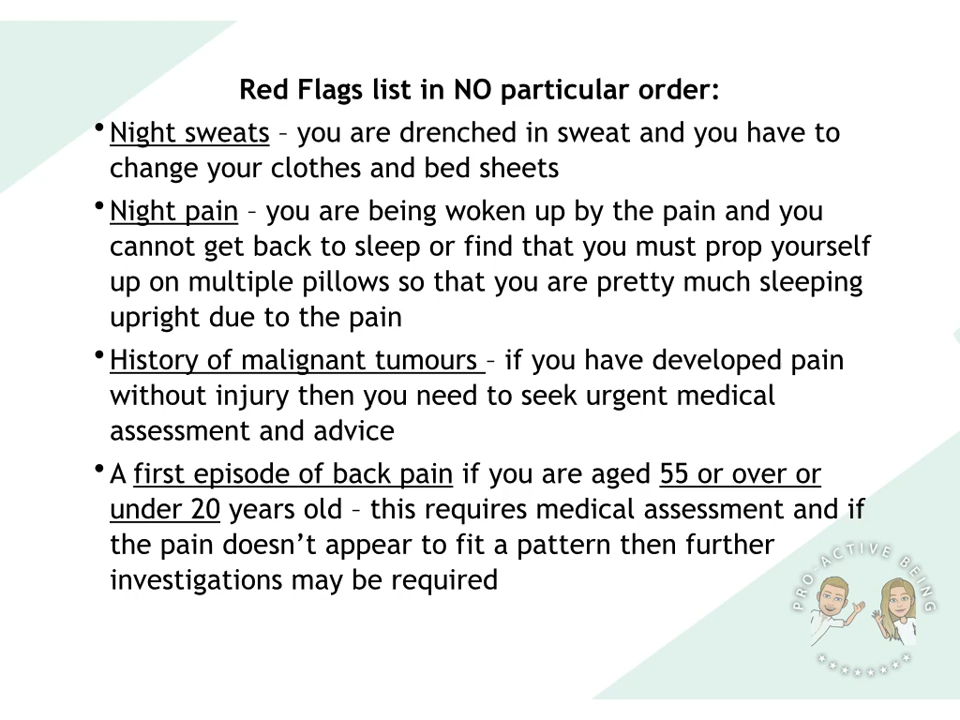 Red Flags list in NO particular order:
• Night sweats – you are drenched in sweat and you have to
change your clothes and bed sheets
• Night pain – you are being woken up by the pain and you
cannot get back to sleep or find that you must prop yourself
up on multiple pillows so that you are pretty much sleeping
upright due to the pain
• History of malignant tumours – if you have developed pain
without injury then you need to seek urgent medical
assessment and advice
• A first episode of back pain if you are aged 55 or over or
under 20 years old – this requires medical assessment and if
the pain doesn’t appear to fit a pattern then further
investigations may be required
PRO-ACTIVE BEING